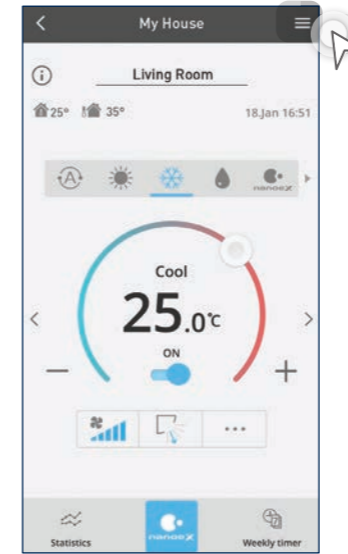 My House
Living Room
25° 35° 18.Jan 16:51
A nanoeX
Cool
25.0°C
ON
nanoeX
Statistics Weekly timer